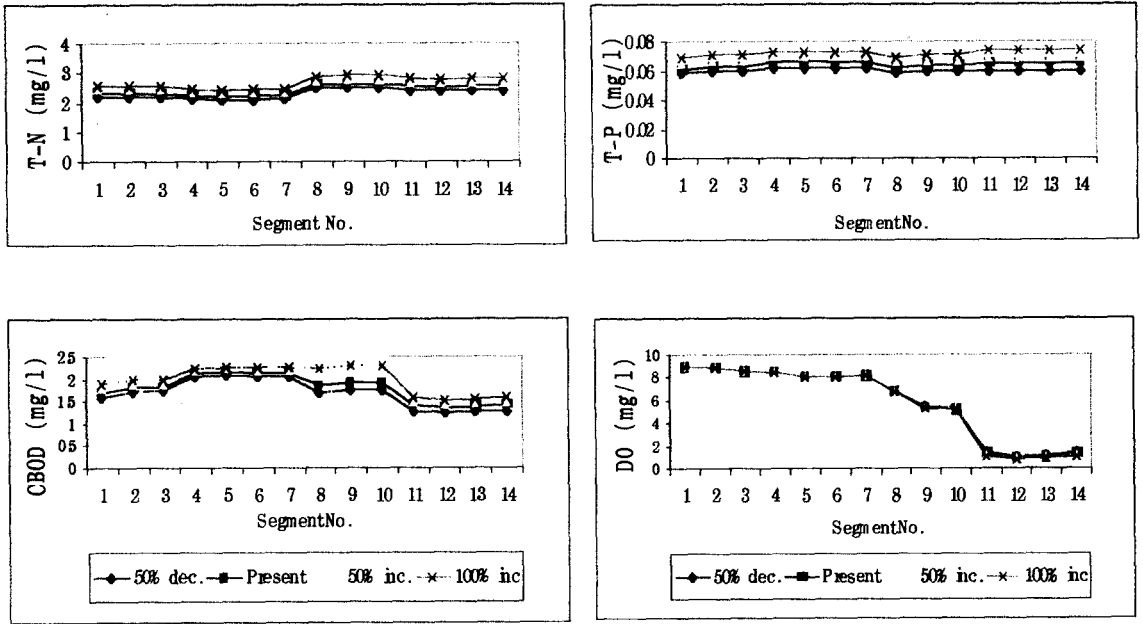 T-N (mg/l)
4
3
2
1
0
1 2 3 4 5 6 7 8 9 10 11 12 13 14
Segment No.
T-P (mg/l)
0.08
0.06
0.04
0.02
0
1 2 3 4 5 6 7 8 9 10 11 12 13 14
SegmentNo.
CBOD (mg/l)
25
2
15
1
05
0
1 2 3 4 5 6 7 8 9 10 11 12 13 14
SegmentNo.
50% dec. Present 50% inc. 100% inc
DO (mg/l)
10
8
6
4
2
0
1 2 3 4 5 6 7 8 9 10 11 12 13 14
SegmentNo.
50% dec. Present 50% inc. 100% inc